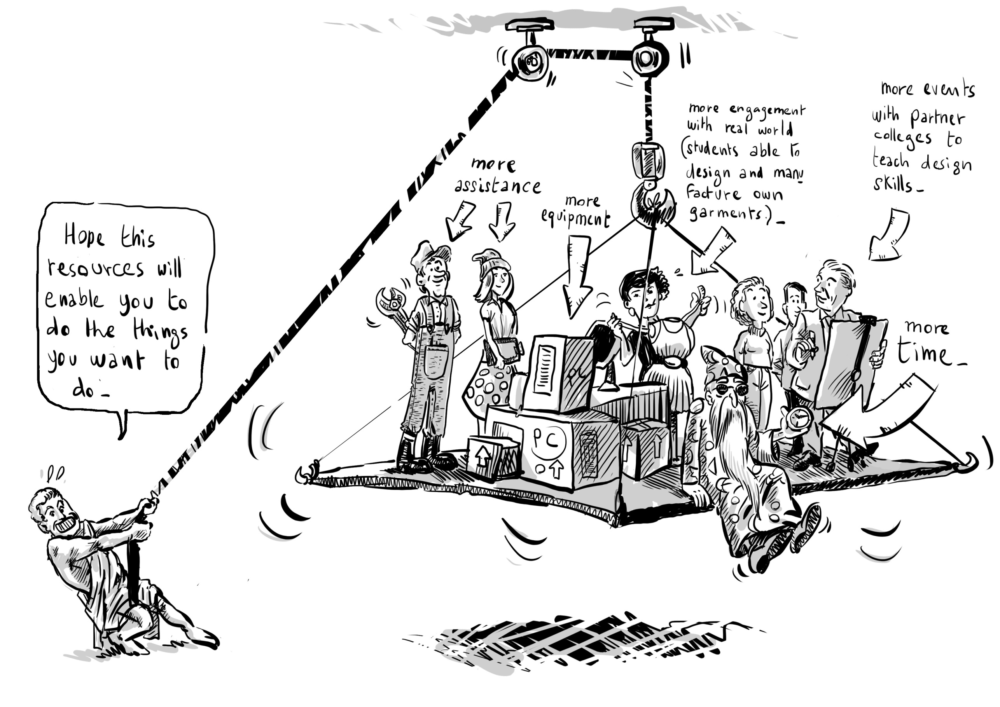 Hope this
resources will
enable you to
do the things
you want to
do_
more
assistance
more
equipment
more engagement
with real world
(students able to
design and manu
facture own
garments.)_
more events
with partner
colleges to
teach design
skills_
more
time_
PC
PC